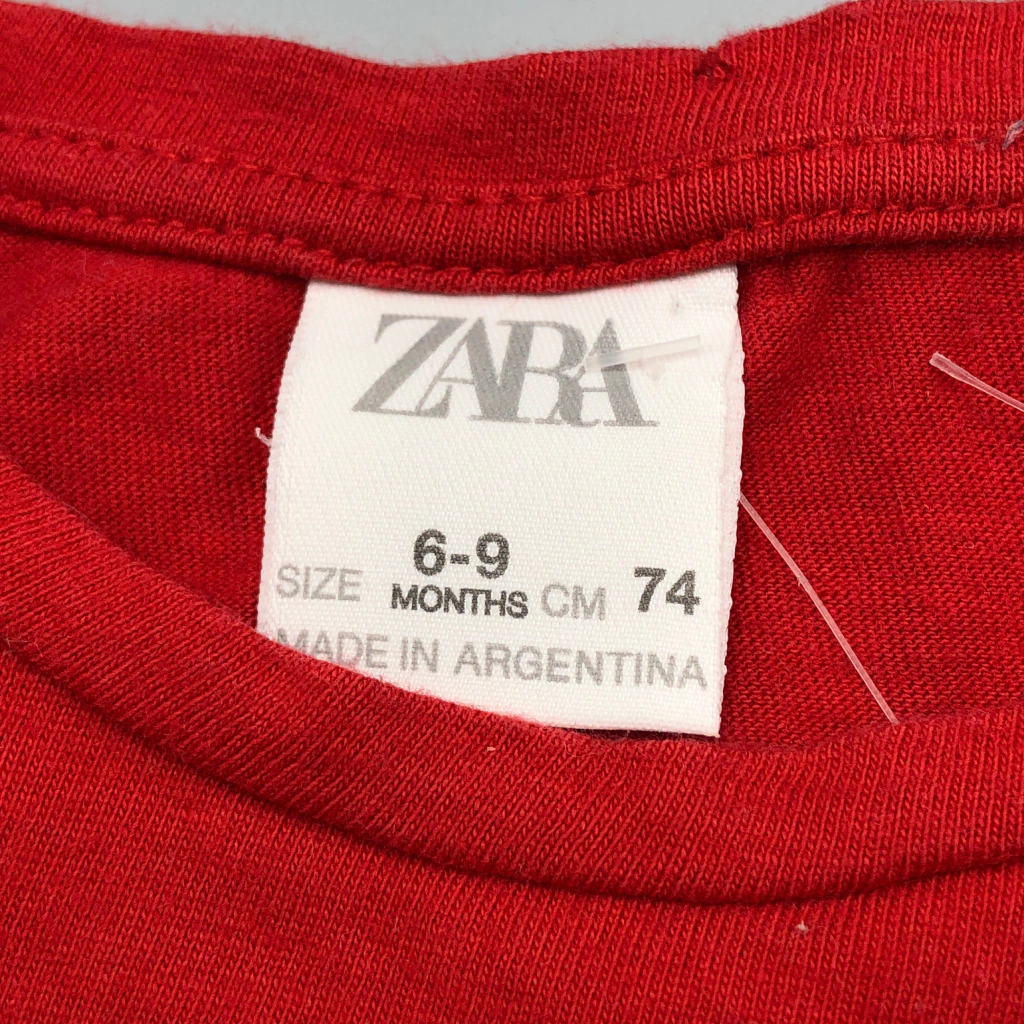 ZARA
SIZE 6-9 MONTHS CM 74
MADE IN ARGENTINA